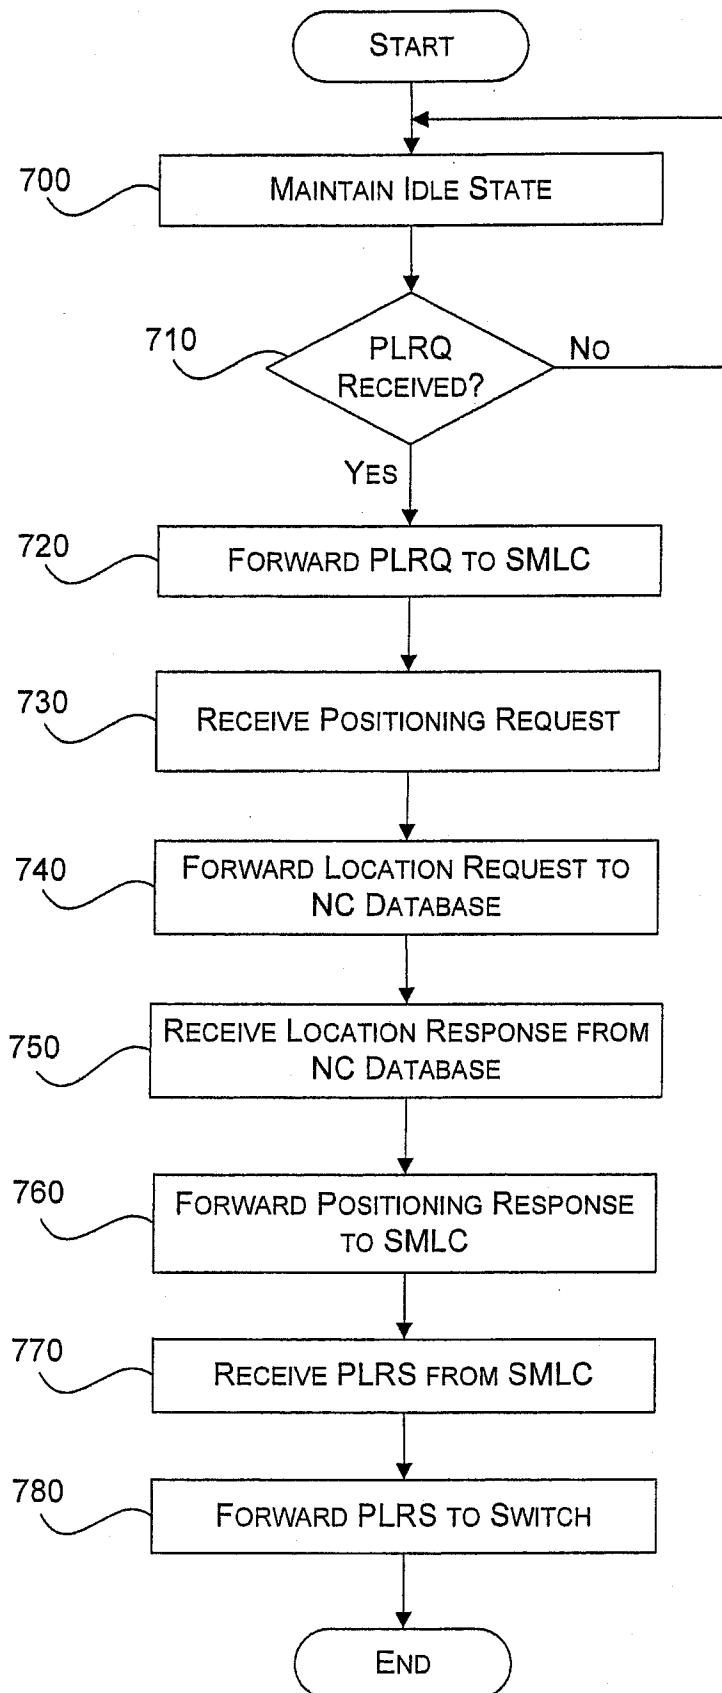 START
700
MAINTAIN IDLE STATE
710
PLRQ
RECEIVED?
NO
YES
720
FORWARD PLRQ TO SMLC
730
RECEIVE POSITIONING REQUEST
740
FORWARD LOCATION REQUEST TO
NC DATABASE
750
RECEIVE LOCATION RESPONSE FROM
NC DATABASE
760
FORWARD POSITIONING RESPONSE
TO SMLC
770
RECEIVE PLRS FROM SMLC
780
FORWARD PLRS TO SWITCH
END